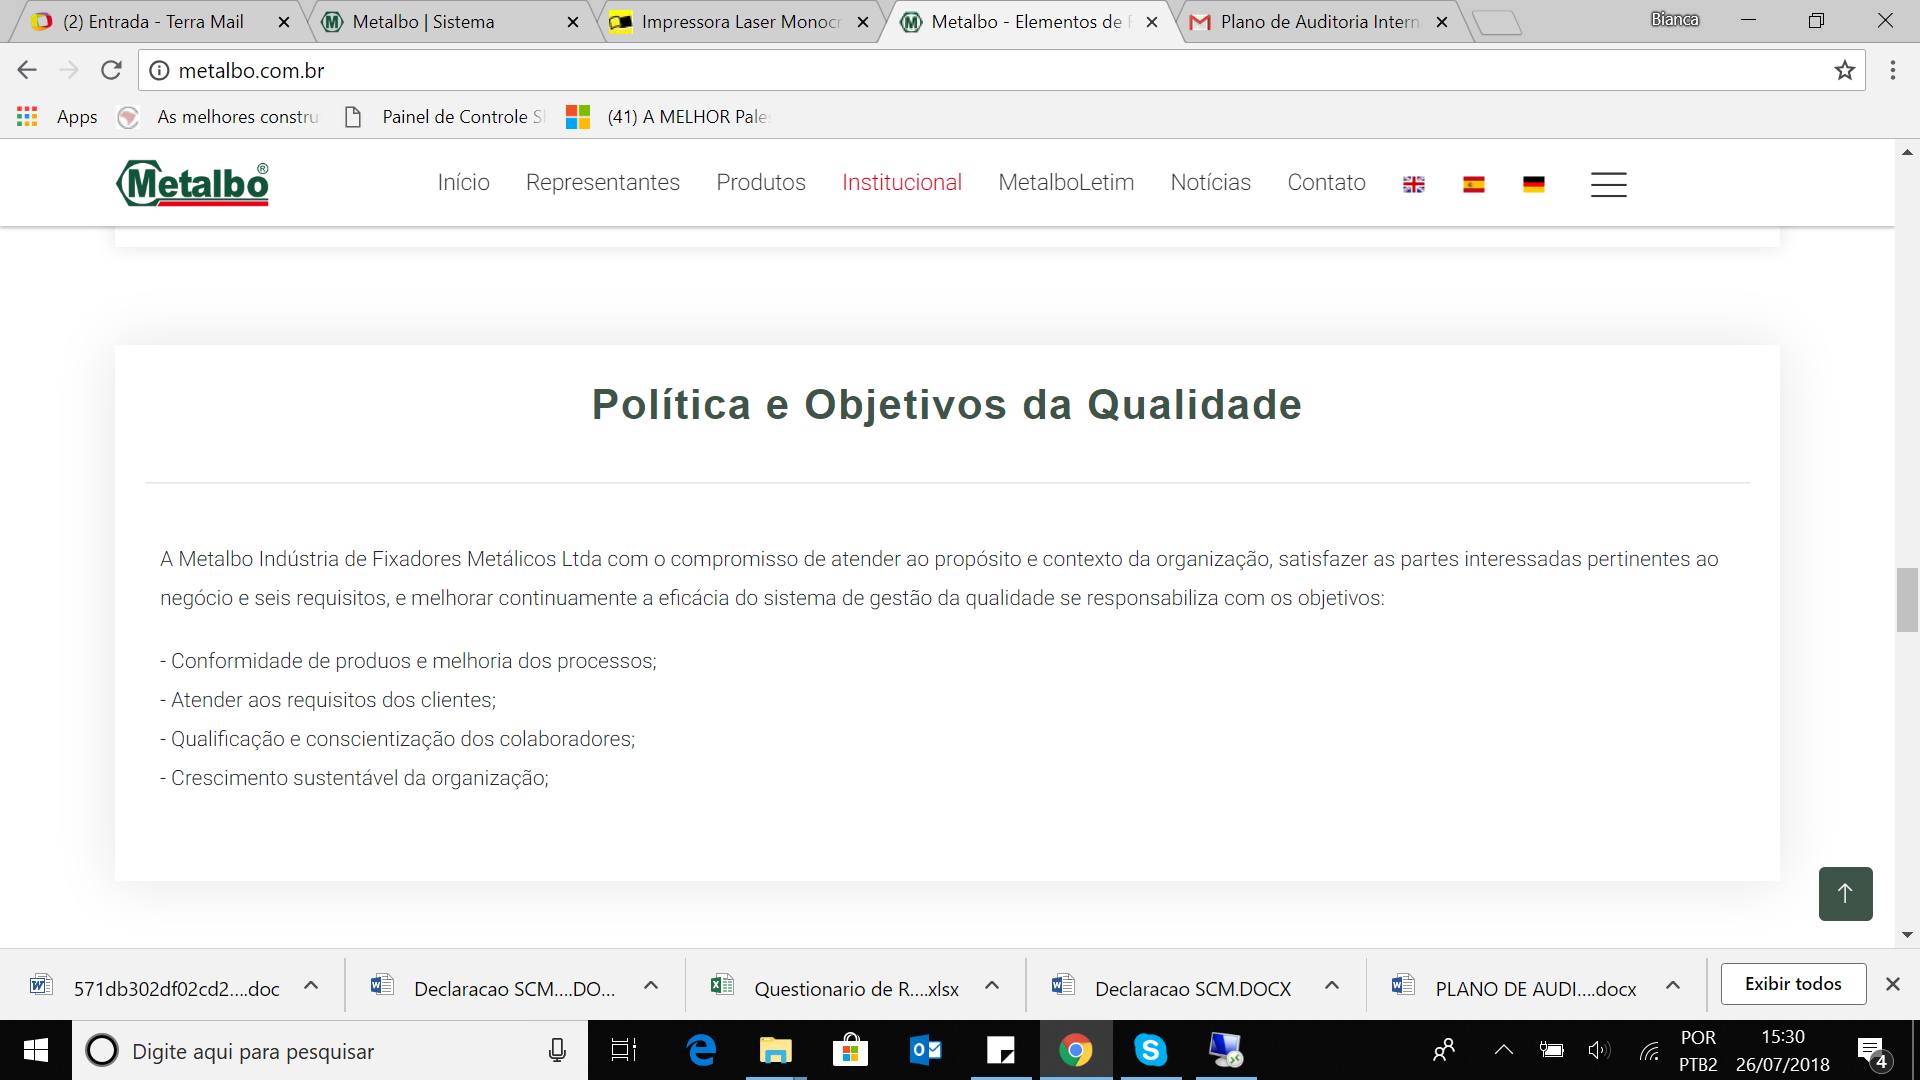 (2) Entrada - Terra Mail
Metalbo | Sistema
Impressora Laser Monocr
Metalbo - Elementos de F
Plano de Auditoria Intern
Bianca
metalbo.com.br
Apps
As melhores constru
Painel de Controle S
(41) A MELHOR Pales
Metalbo®
Início
Representantes
Produtos
Institucional
MetalboLetim
Notícias
Contato
Política e Objetivos da Qualidade
A Metalbo Indústria de Fixadores Metálicos Ltda com o compromisso de atender ao propósito e contexto da organização, satisfazer as partes interessadas pertinentes ao
negócio e seis requisitos, e melhorar continuamente a eficácia do sistema de gestão da qualidade se responsabiliza com os objetivos:
- Conformidade de produos e melhoria dos processos;
- Atender aos requisitos dos clientes;
- Qualificação e conscientização dos colaboradores;
- Crescimento sustentável da organização;
571db302df02cd2....doc
Declaracao SCM....DO...
Questionario de R....xlsx
Declaracao SCM.DOCX
PLANO DE AUDI....docx
Exibir todos
Digite aqui para pesquisar
POR
PTB2
15:30
26/07/2018
4